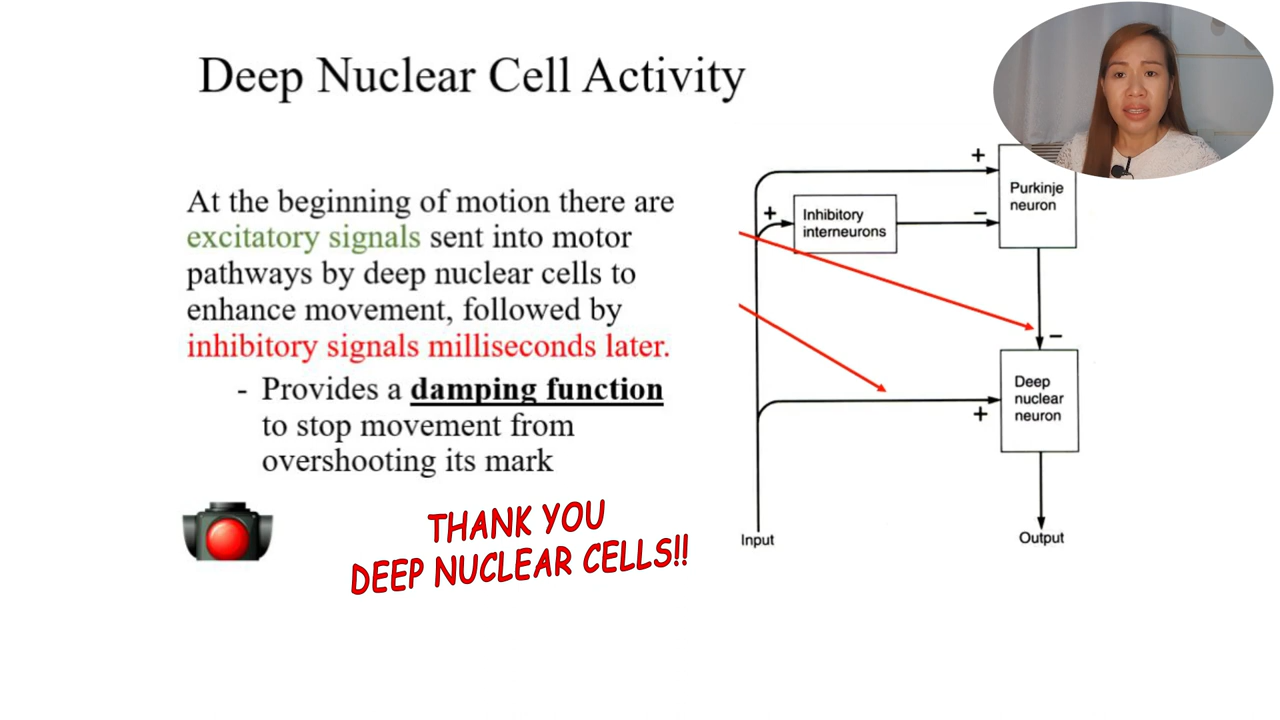 Deep Nuclear Cell Activity
At the beginning of motion there are
excitatory signals sent into motor
pathways by deep nuclear cells to
enhance movement, followed by
inhibitory signals milliseconds later.
- Provides a damping function
to stop movement from
overshooting its mark
THANK YOU
DEEP NUCLEAR CELLS!!
+
Purkinje
neuron
+
Inhibitory
interneurons
−
−
Deep
nuclear
neuron
+
Input
Output